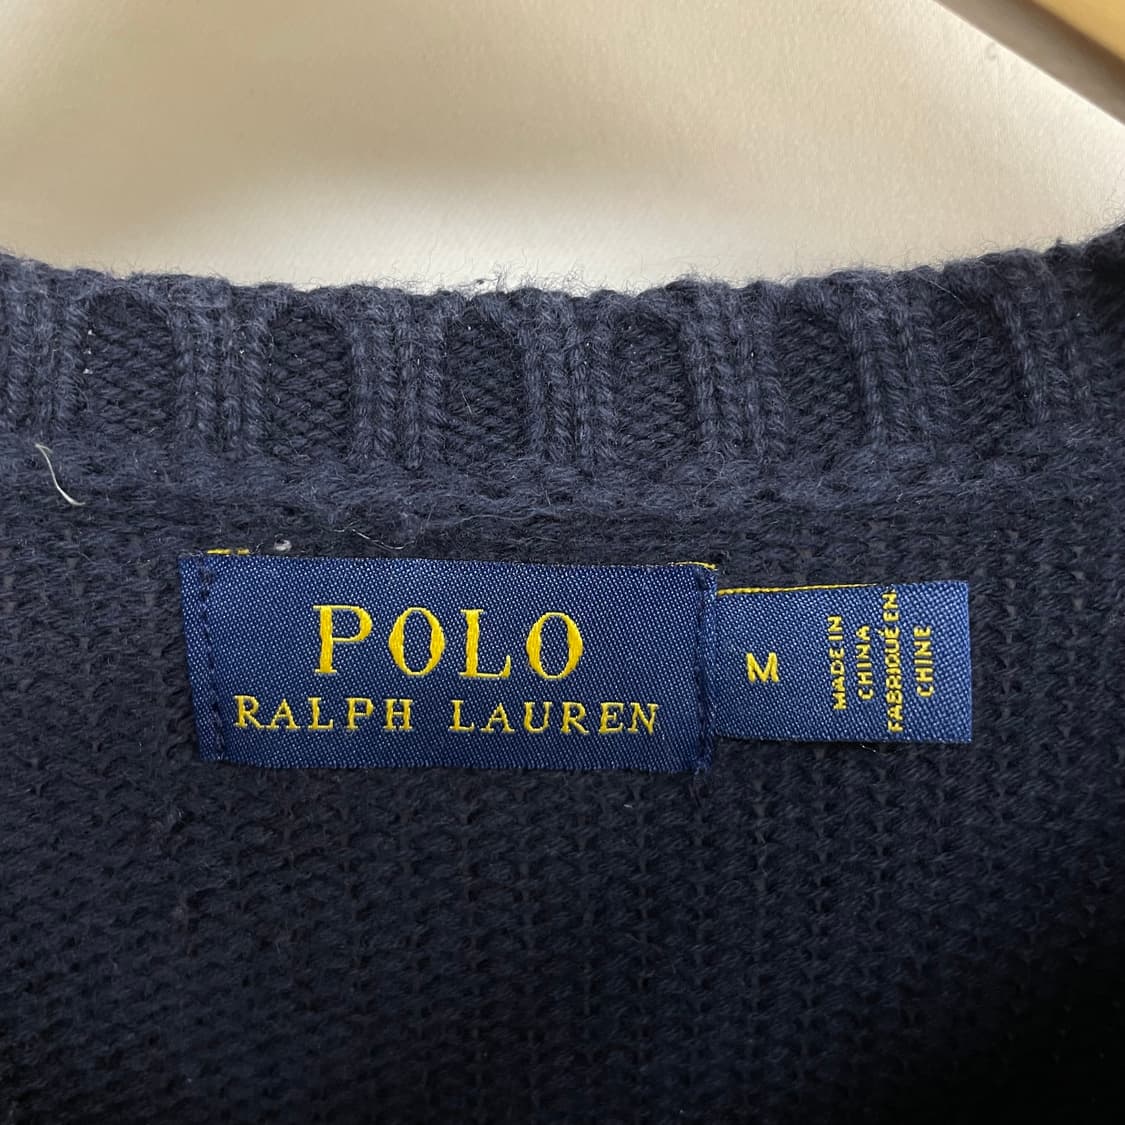 POLO
RALPH LAUREN
M
MADE IN
CHINA
FABRIQUÉ EN
CHINE